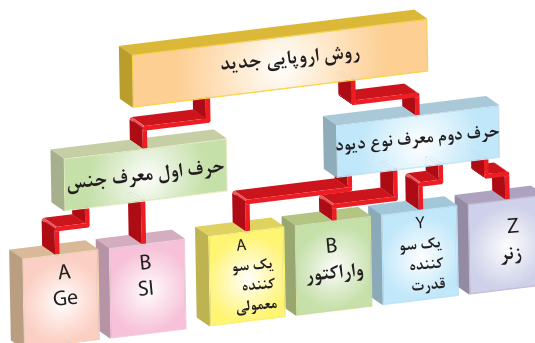 روش اروپایی جدید
حرف دوم معرف نوع دیود
حرف اول معرف جنس
Z
زنر
Y
یک سو
کننده
قدرت
B
واراکتور
A
یک سو
کننده
معمولی
B
SI
A
Ge